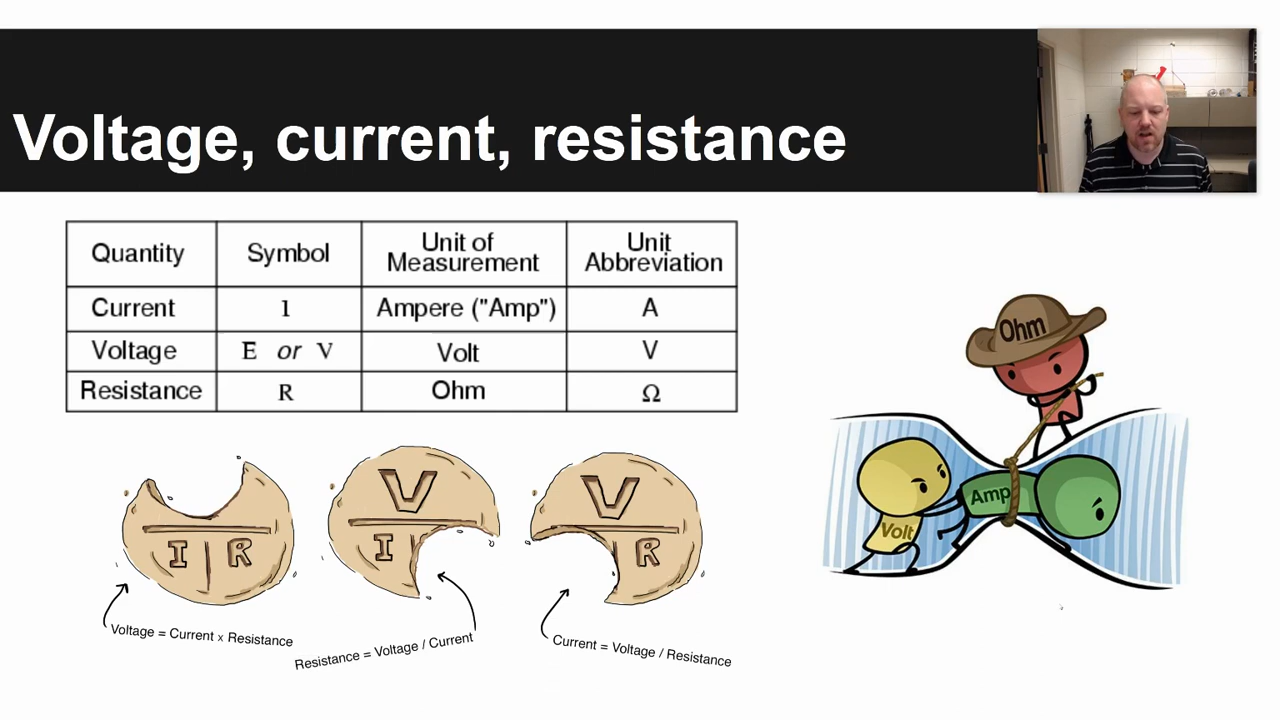 Voltage, current, resistance
Quantity Symbol Unit of Measurement Unit Abbreviation
Current I Ampere ("Amp") A
Voltage E or V Volt V
Resistance R Ohm Ω
I R
V I
V R
Voltage = Current x Resistance
Resistance = Voltage / Current
Current = Voltage / Resistance
Ohm
Volt
Amp